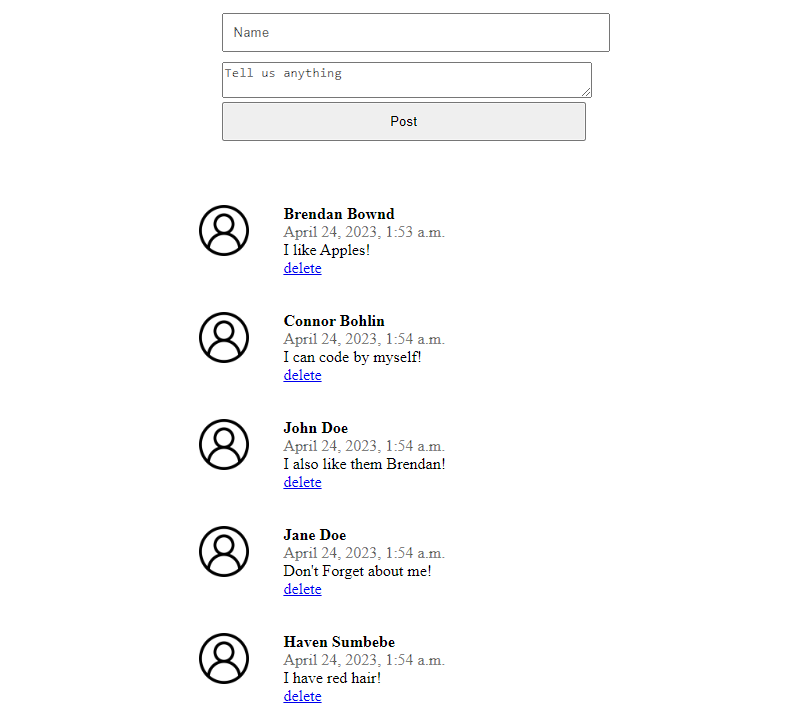 Name
Tell us anything
Post
Brendan Bownd
April 24, 2023, 1:53 a.m.
I like Apples!
delete
Connor Bohlin
April 24, 2023, 1:54 a.m.
I can code by myself!
delete
John Doe
April 24, 2023, 1:54 a.m.
I also like them Brendan!
delete
Jane Doe
April 24, 2023, 1:54 a.m.
Don't Forget about me!
delete
Haven Sumbebe
April 24, 2023, 1:54 a.m.
I have red hair!
delete